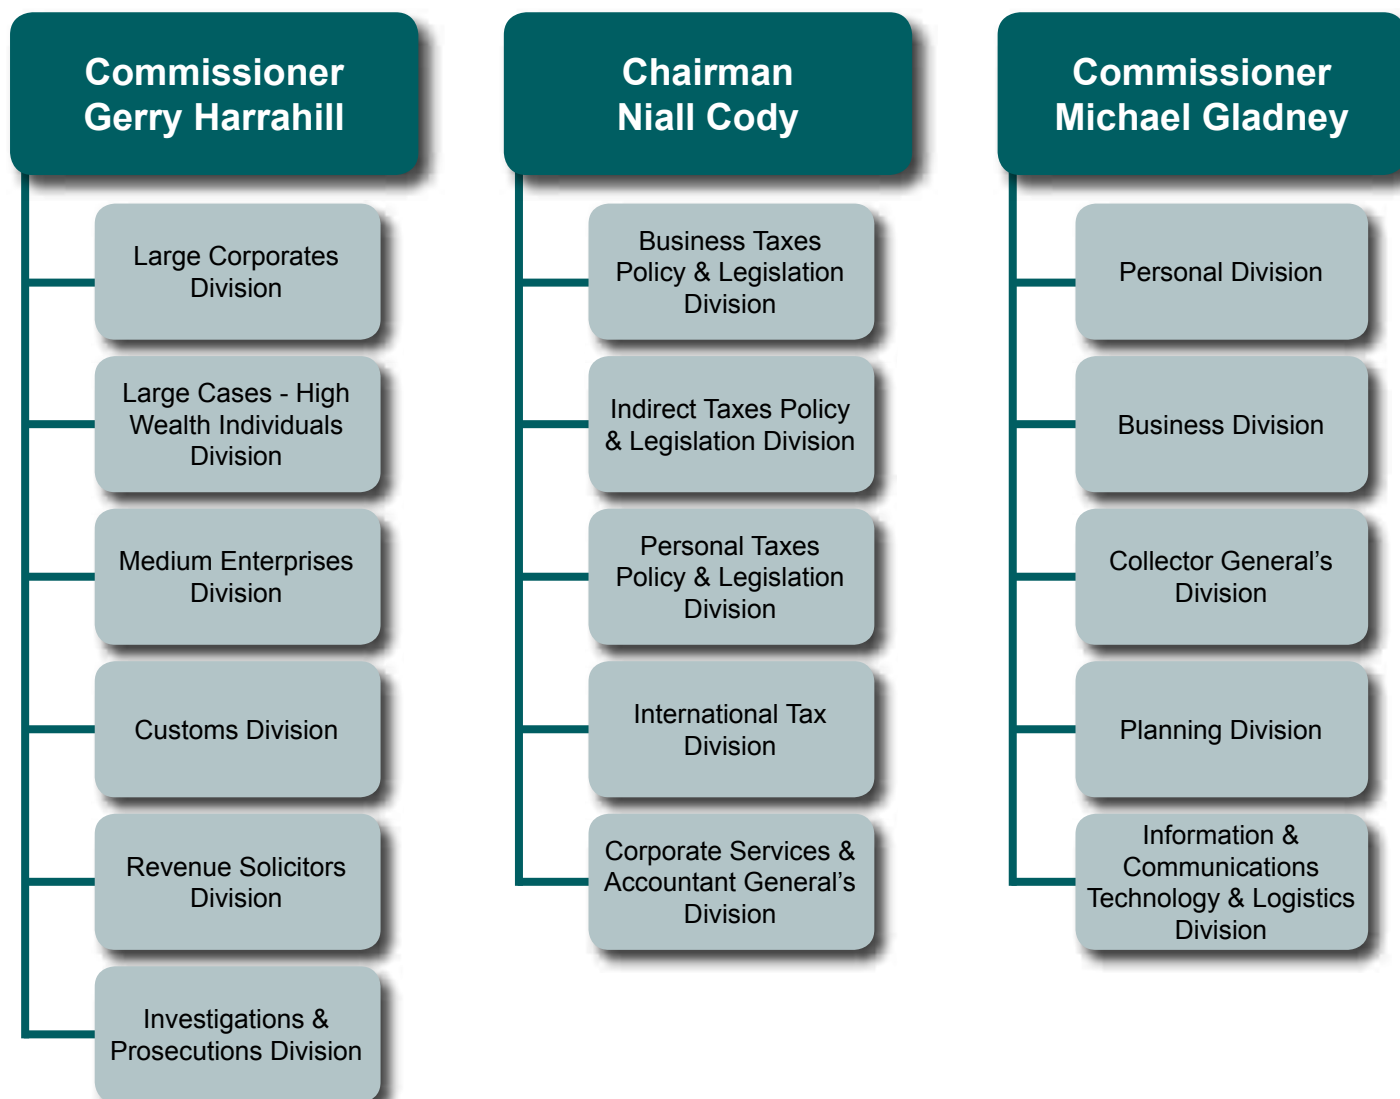 Commissioner
Gerry Harrahill
Large Corporates
Division
Large Cases - High
Wealth Individuals
Division
Medium Enterprises
Division
Customs Division
Revenue Solicitors
Division
Investigations &
Prosecutions Division
Chairman
Niall Cody
Business Taxes
Policy & Legislation
Division
Indirect Taxes Policy
& Legislation Division
Personal Taxes
Policy & Legislation
Division
International Tax
Division
Corporate Services &
Accountant General’s
Division
Commissioner
Michael Gladney
Personal Division
Business Division
Collector General’s
Division
Planning Division
Information &
Communications
Technology & Logistics
Division